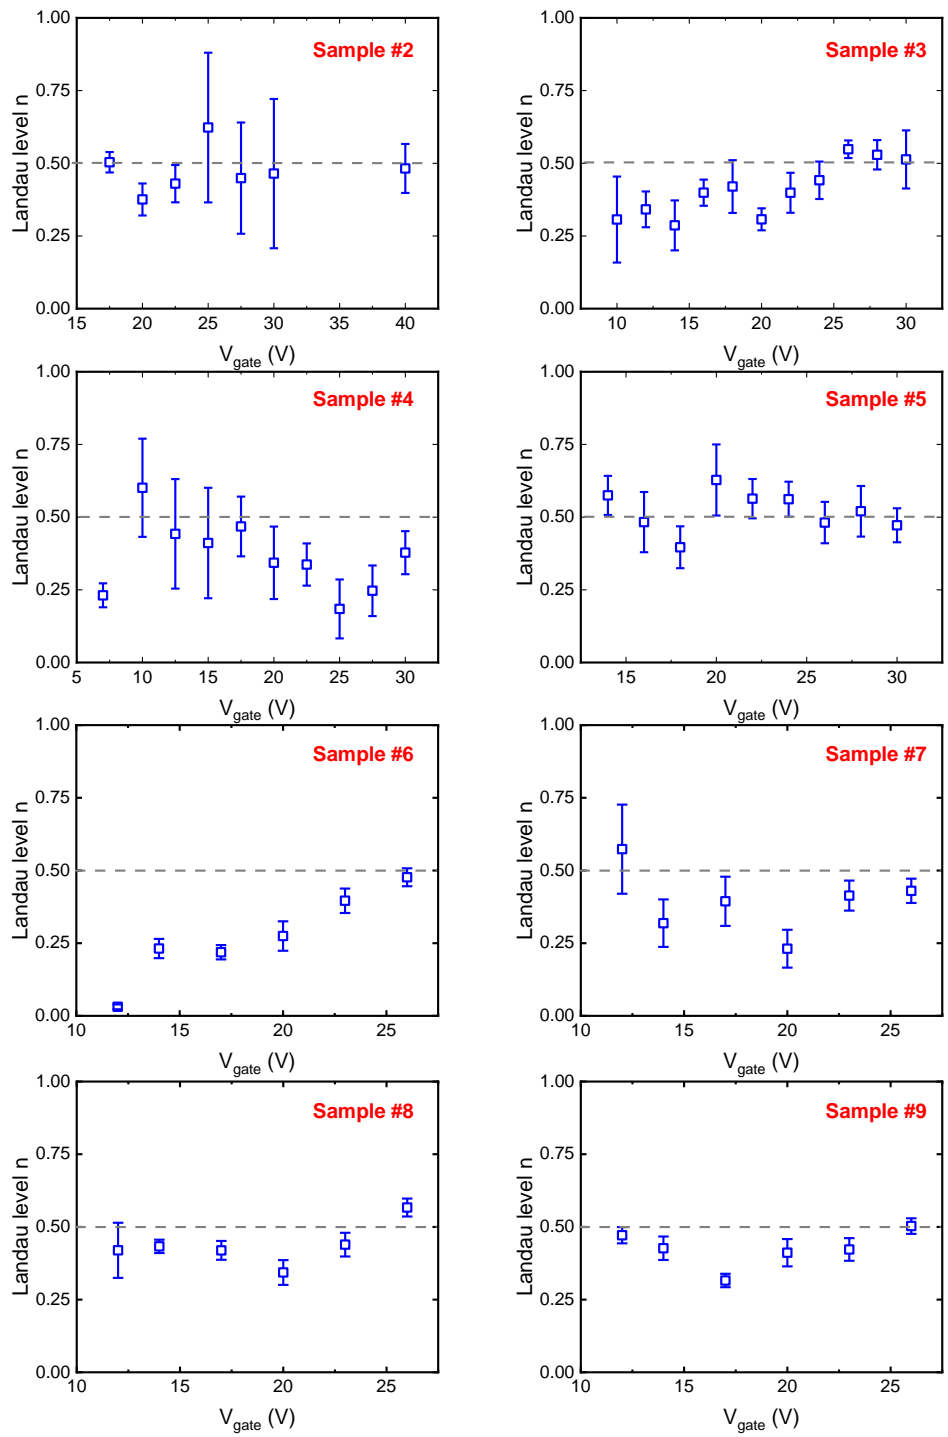 Sample #2
Landau level n
1.00
0.75
0.50
0.25
0.00
15 20 25 30 35 40
V_gate (V)
Sample #3
Landau level n
1.00
0.75
0.50
0.25
0.00
10 15 20 25 30
V_gate (V)
Sample #4
Landau level n
1.00
0.75
0.50
0.25
0.00
5 10 15 20 25 30
V_gate (V)
Sample #5
Landau level n
1.00
0.75
0.50
0.25
0.00
15 20 25 30
V_gate (V)
Sample #6
Landau level n
1.00
0.75
0.50
0.25
0.00
10 15 20 25
V_gate (V)
Sample #7
Landau level n
1.00
0.75
0.50
0.25
0.00
10 15 20 25
V_gate (V)
Sample #8
Landau level n
1.00
0.75
0.50
0.25
0.00
10 15 20 25
V_gate (V)
Sample #9
Landau level n
1.00
0.75
0.50
0.25
0.00
10 15 20 25
V_gate (V)